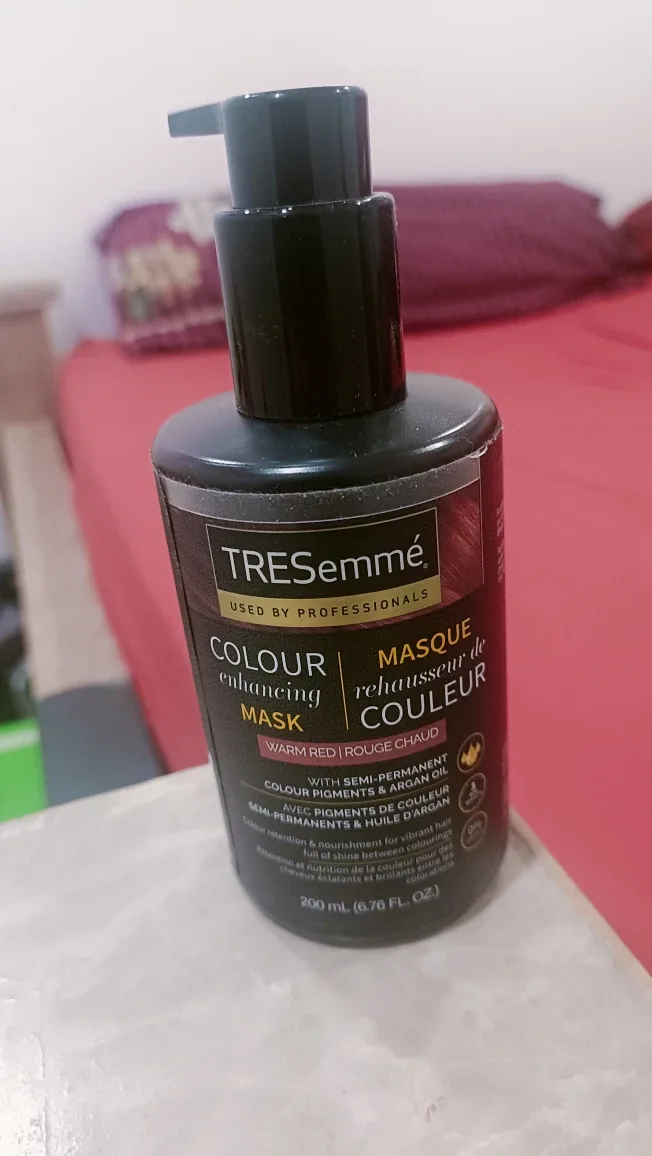 TRESemmé
USED BY PROFESSIONALS
COLOUR
enhancing
MASK
MASQUE
rehausseur de
COULEUR
WARM RED | ROUGE CHAUD
WITH SEMI-PERMANENT
COLOUR PIGMENTS & ARGAN OIL
AVEC PIGMENTS DE COULEUR
SEMI-PERMANENTS & HUILE D'ARGAN
Colour retention & nourishment for vibrant hair
full of shine between colourings
Rétention et nutrition de la couleur pour des
cheveux éclatants et brillants entre les
colorations
200 mL (6.76 FL. OZ.)
3